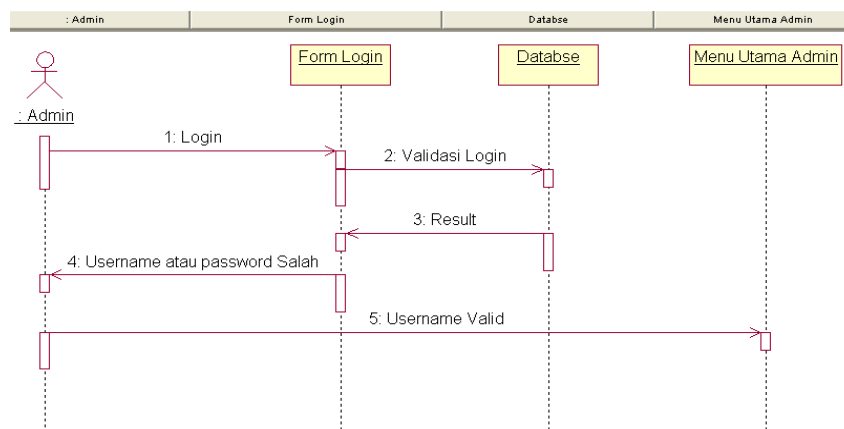 : Admin
Form Login
Databse
Menu Utama Admin
Form Login
Databse
Menu Utama Admin
: Admin
1: Login
2: Validasi Login
3: Result
4: Username atau password Salah
5: Username Valid